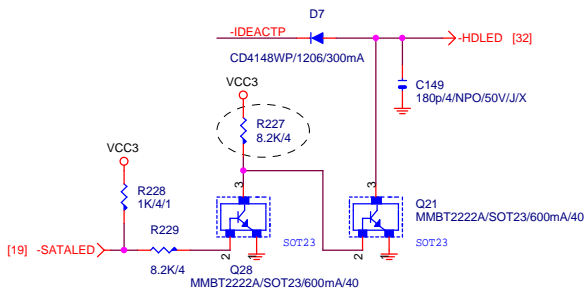 D7
-IDEACTP
-HDLED [32]
CD4148WP/1206/300mA
C149
180p/4/NPO/50V/J/X
VCC3
R227
8.2K/4
VCC3
R228
1K/4/1
3
3
Q21
MMBT2222A/SOT23/600mA/40
R229
SOT23
SOT23
[19] -SATALED
8.2K/4
2
1
2
1
Q28
MMBT2222A/SOT23/600mA/40